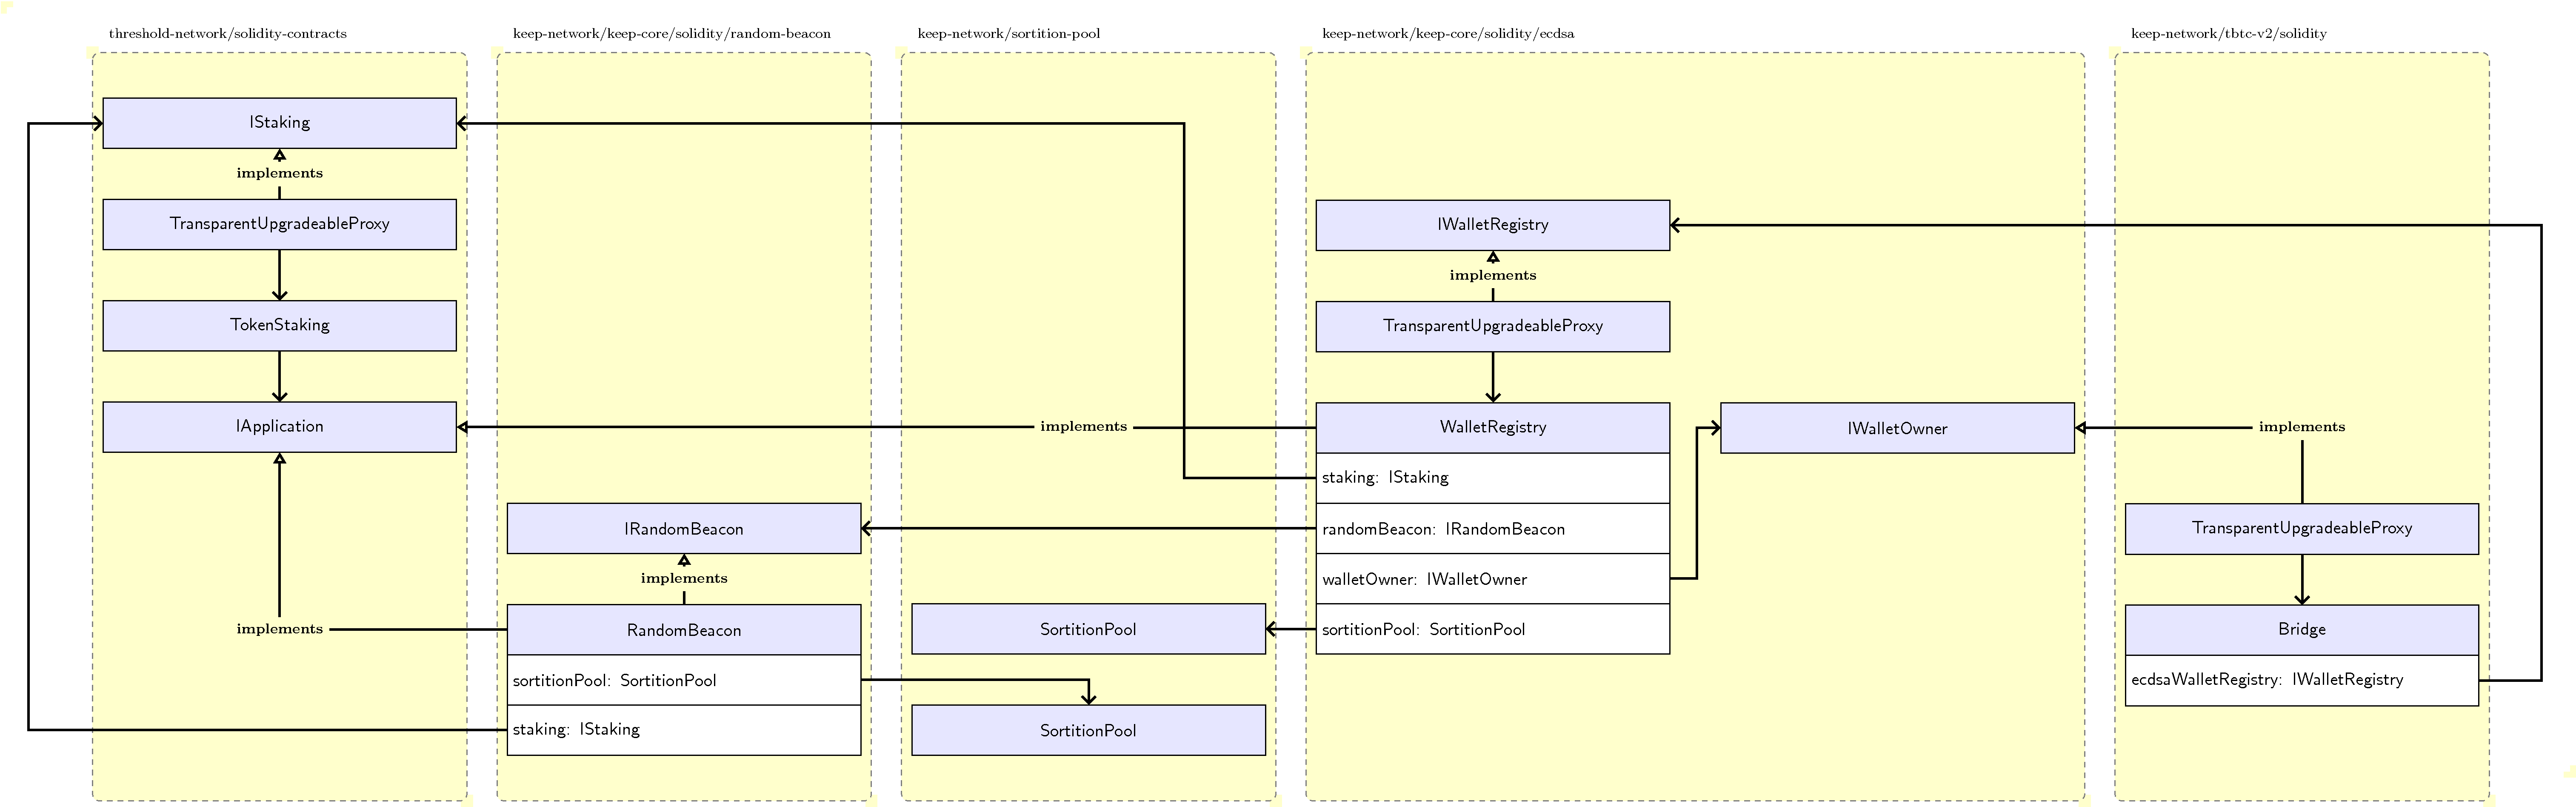 threshold-network/solidity-contracts
IStaking
implements
TransparentUpgradeableProxy
TokenStaking
IApplication
implements
keep-network/keep-core/solidity/random-beacon
IRandomBeacon
implements
RandomBeacon
sortitionPool: SortitionPool
staking: IStaking
keep-network/sortition-pool
implements
SortitionPool
SortitionPool
keep-network/keep-core/solidity/ecdsa
IWalletRegistry
implements
TransparentUpgradeableProxy
WalletRegistry
staking: IStaking
randomBeacon: IRandomBeacon
walletOwner: IWalletOwner
sortitionPool: SortitionPool
IWalletOwner
keep-network/tbtc-v2/solidity
implements
TransparentUpgradeableProxy
Bridge
ecdsaWalletRegistry: IWalletRegistry